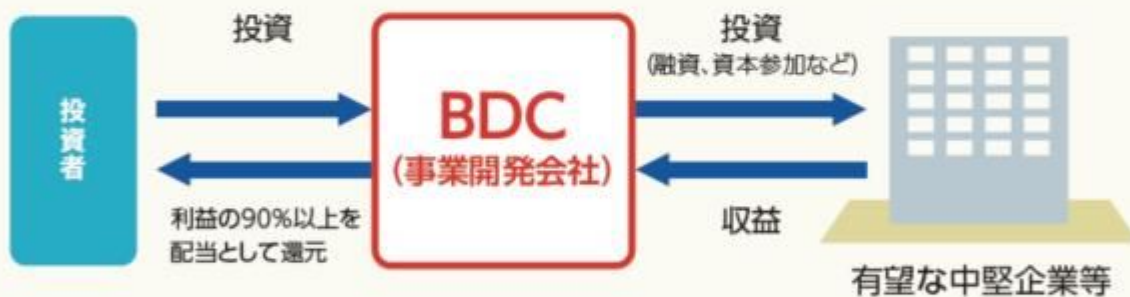 投資者
投資
利益の90%以上を
配当として還元
BDC
(事業開発会社)
投資
(融資、資本参加など)
収益
有望な中堅企業等